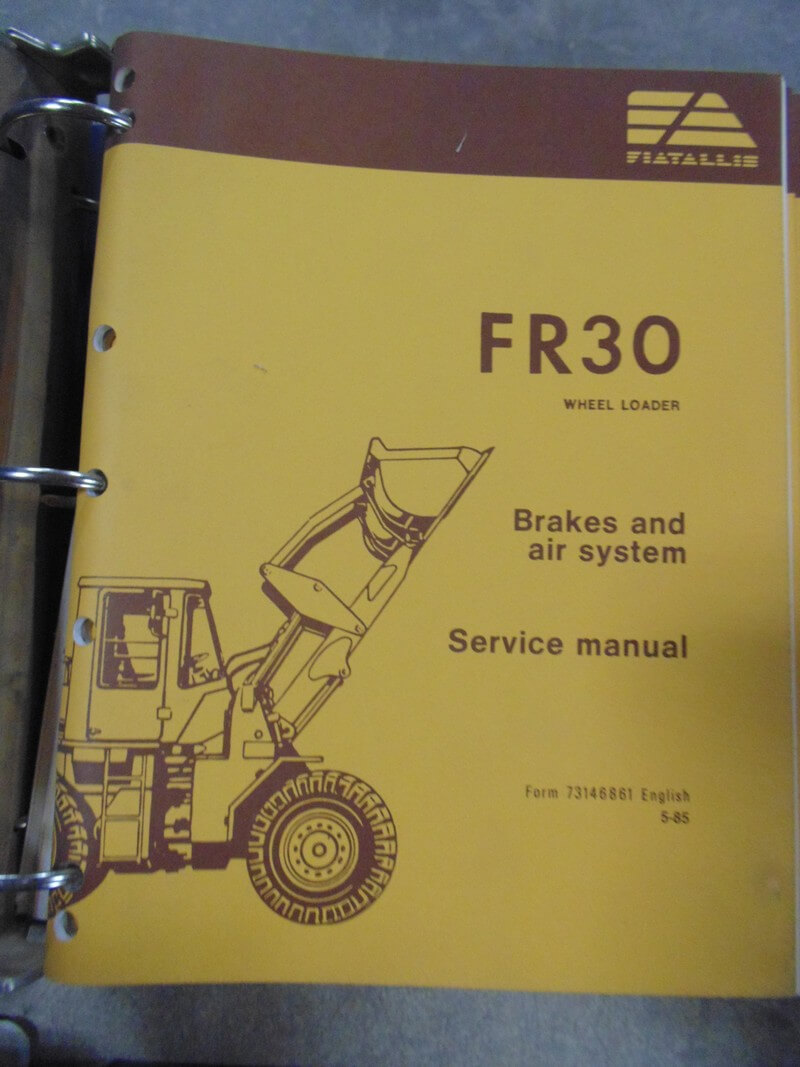 FIATALLIS
FR30
WHEEL LOADER
Brakes and
air system
Service manual
Form 73146861 English
5-85